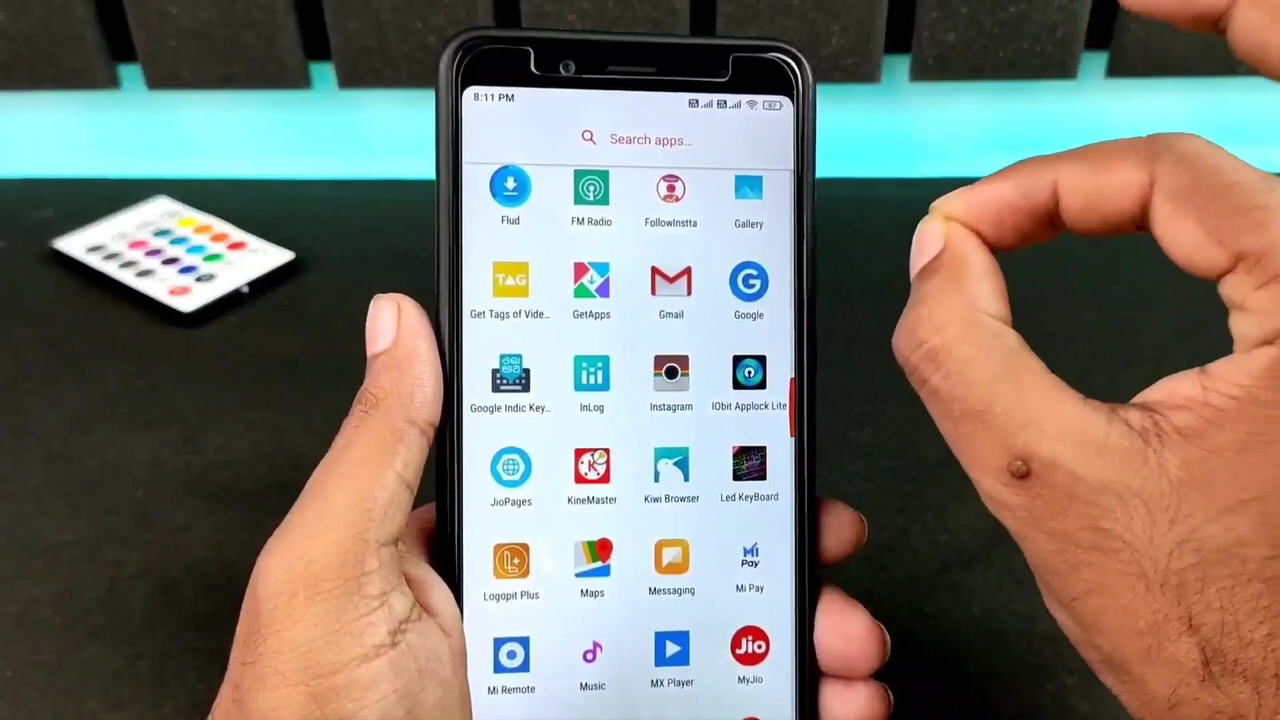 8:11 PM
87
Search apps...
Flud
FM Radio
FollowInstta
Gallery
TAG
Get Tags of Vide...
GetApps
Gmail
G
Google
Google Indic Key...
InLog
Instagram
IObit Applock Lite
JioPages
K
KineMaster
Kiwi Browser
Led KeyBoard
L+
Logopit Plus
Maps
Messaging
Mi
Pay
Mi Pay
Mi Remote
Music
MX Player
Jio
MyJio